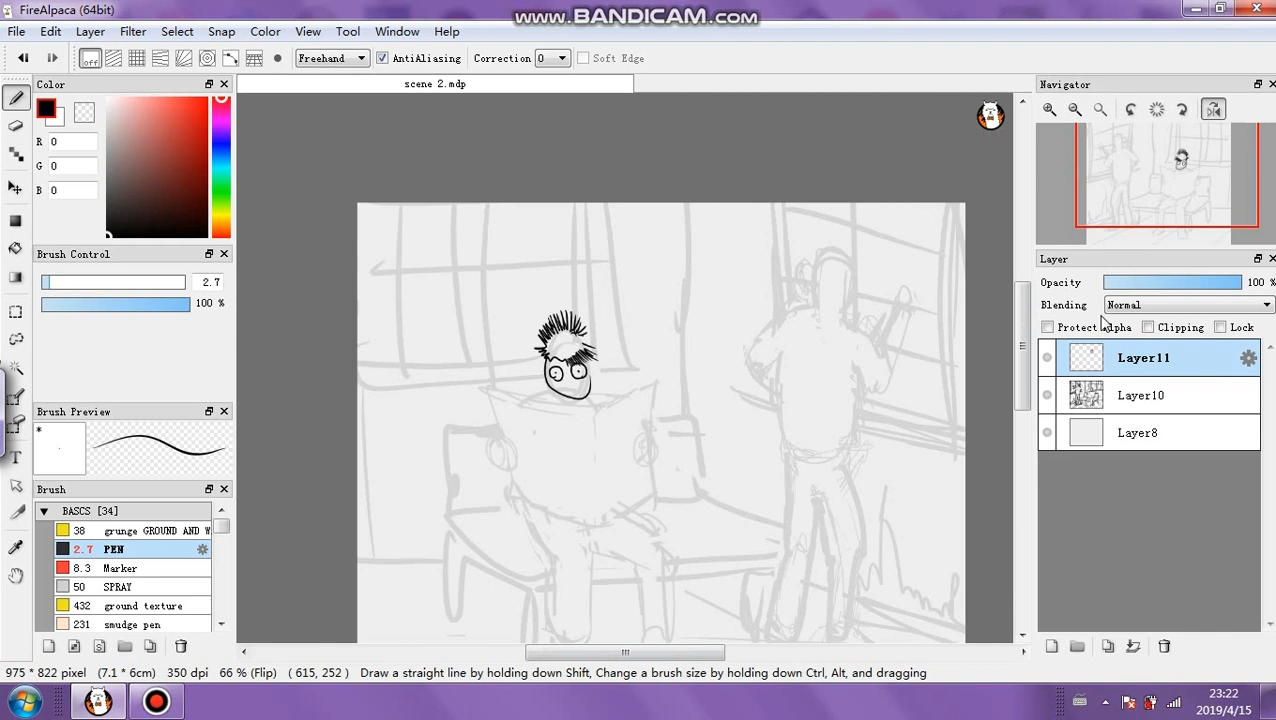 FireAlpaca (64bit)
www.BANDICAM.com
File Edit Layer Filter Select Snap Color View Tool Window Help
off Freehand AntiAliasing Correction 0 Soft Edge
Color
scene 2.mdp
Navigator
R 0
G 0
B 0
Brush Control
2.7
100 %
Layer
Opacity 100 %
Blending Normal
Protect Alpha Clipping Lock
Layer11
Layer10
Layer8
Brush Preview
*
Brush
BASCS [34]
38 grunge GROUND AND W
2.7 PEN
8.3 Marker
50 SPRAY
432 ground texture
231 smudge pen
975 * 822 pixel (7.1 * 6cm) 350 dpi 66 % (Flip) ( 615, 252 ) Draw a straight line by holding down Shift, Change a brush size by holding down Ctrl, Alt, and dragging
23:22
2019/4/15